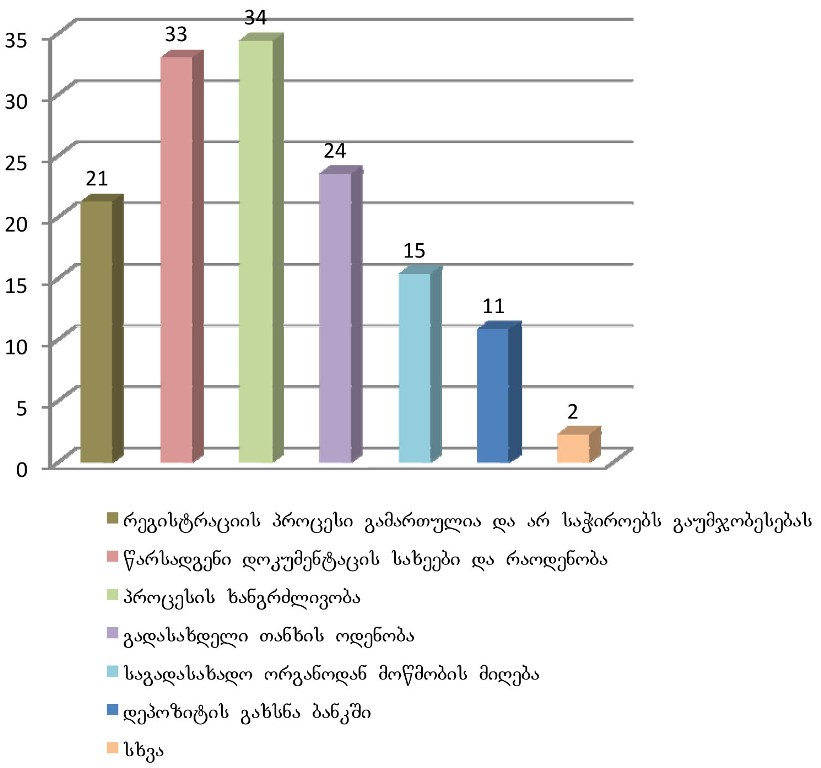 34
33
24
21
15
11
2
35
30
25
20
15
10
5
0
რეგისტრაციის პროცესი გამართულია და არ საჭიროებს გაუმჯობესებას
წარსადგენი დოკუმენტაცის სახეები და რაოდენობა
პროცესის ხანგრძლივობა
გადასახდელი თანხის ოდენობა
საგადასახადო ორგანოდან მოწმობის მიღება
დეპოზიტის გახსნა ბანკში
სხვა